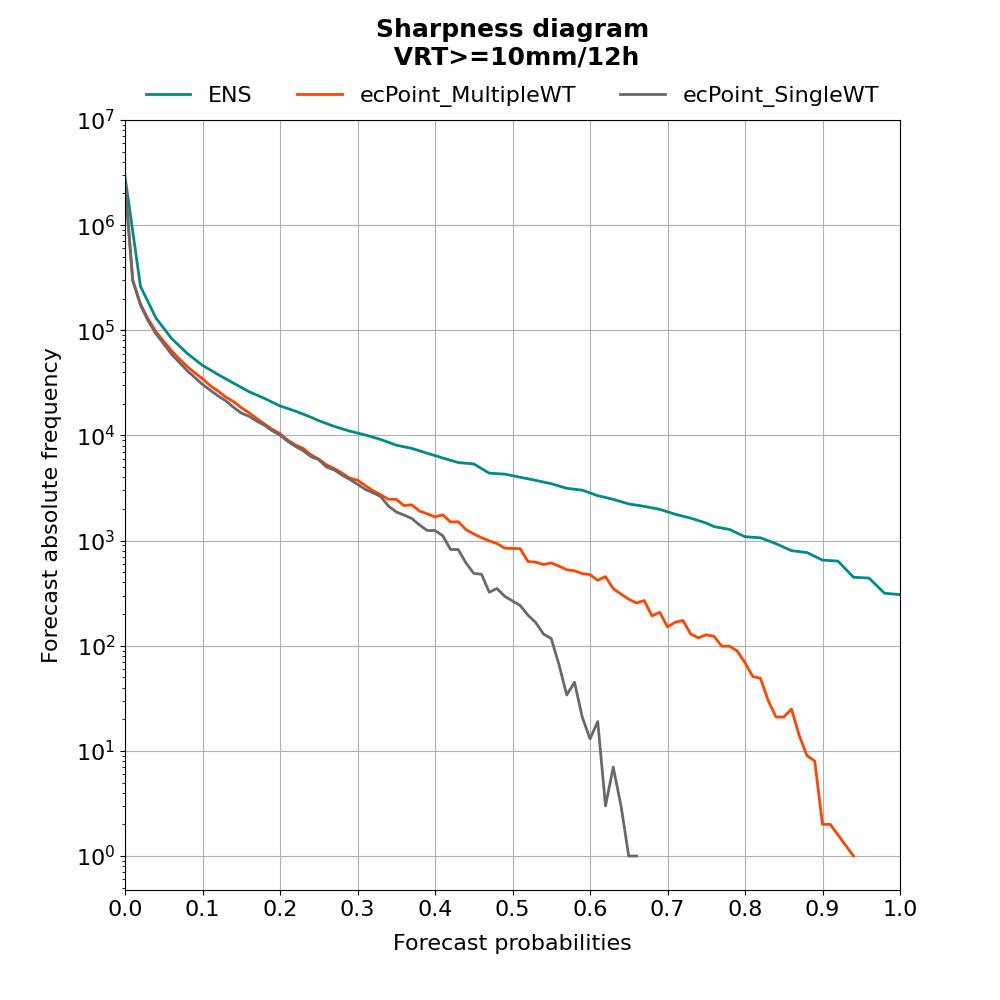 Sharpness diagram
VRT>=10mm/12h
ENS ecPoint_MultipleWT ecPoint_SingleWT
10⁷
10⁶
10⁵
10⁴
10³
10²
10¹
10⁰
Forecast absolute frequency
0.0 0.1 0.2 0.3 0.4 0.5 0.6 0.7 0.8 0.9 1.0
Forecast probabilities